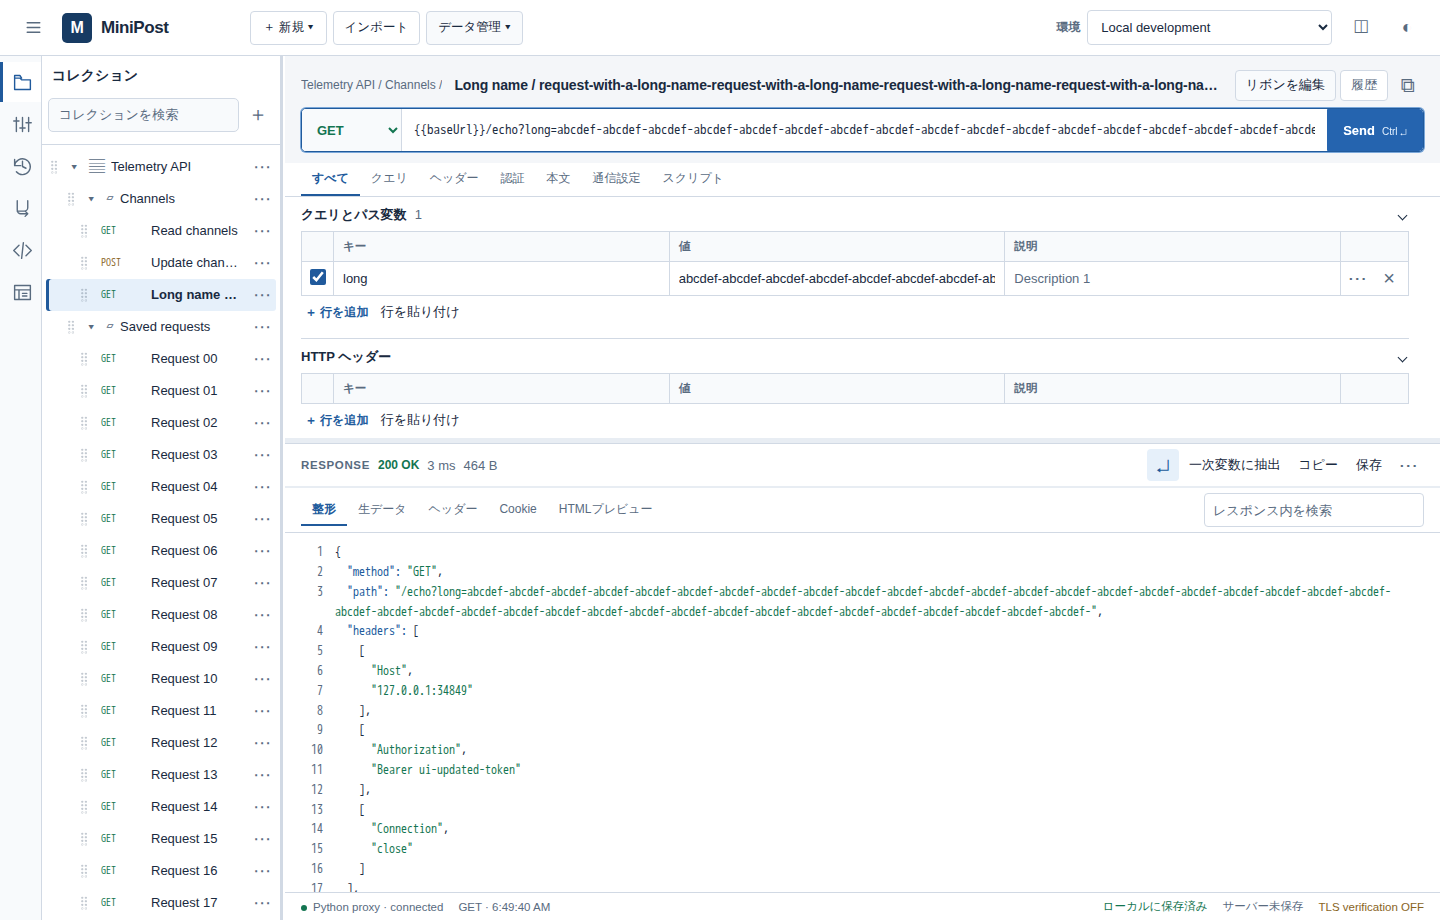 M MiniPost ＋ 新規 ▾ インポート データ管理 ▾ 環境 Local development
コレクション
コレクションを検索
Telemetry API
Channels
GET Read channels
POST Update chan…
GET Long name …
Saved requests
GET Request 00
GET Request 01
GET Request 02
GET Request 03
GET Request 04
GET Request 05
GET Request 06
GET Request 07
GET Request 08
GET Request 09
GET Request 10
GET Request 11
GET Request 12
GET Request 13
GET Request 14
GET Request 15
GET Request 16
GET Request 17
Telemetry API / Channels / Long name / request-with-a-long-name-request-with-a-long-name-request-with-a-long-name-request-with-a-long-na… リボンを編集 履歴
GET {{baseUrl}}/echo?long=abcdef-abcdef-abcdef-abcdef-abcdef-abcdef-abcdef-abcdef-abcdef-abcdef-abcdef-abcdef-abcdef-abcdef-abcdef-abcdef-abcde Send Ctrl ↵
すべて クエリ ヘッダー 認証 本文 通信設定 スクリプト
クエリとパス変数 1
キー 値 説明
long abcdef-abcdef-abcdef-abcdef-abcdef-abcdef-abcdef-ab Description 1
＋ 行を追加 行を貼り付け
HTTP ヘッダー
キー 値 説明
＋ 行を追加 行を貼り付け
RESPONSE 200 OK 3 ms 464 B 一次変数に抽出 コピー 保存
整形 生データ ヘッダー Cookie HTMLプレビュー レスポンス内を検索
1 {
2 "method": "GET",
3 "path": "/echo?long=abcdef-abcdef-abcdef-abcdef-abcdef-abcdef-abcdef-abcdef-abcdef-abcdef-abcdef-abcdef-abcdef-abcdef-abcdef-abcdef-abcdef-abcdef-abcdef-abcdef-abcdef-abcdef-
abcdef-abcdef-abcdef-abcdef-abcdef-abcdef-abcdef-abcdef-abcdef-abcdef-abcdef-abcdef-abcdef-abcdef-abcdef-abcdef-abcdef-abcdef-",
4 "headers": [
5 [
6 "Host",
7 "127.0.0.1:34849"
8 ],
9 [
10 "Authorization",
11 "Bearer ui-updated-token"
12 ],
13 [
14 "Connection",
15 "close"
16 ]
17 ],
Python proxy · connected GET · 6:49:40 AM ローカルに保存済み サーバー未保存 TLS verification OFF